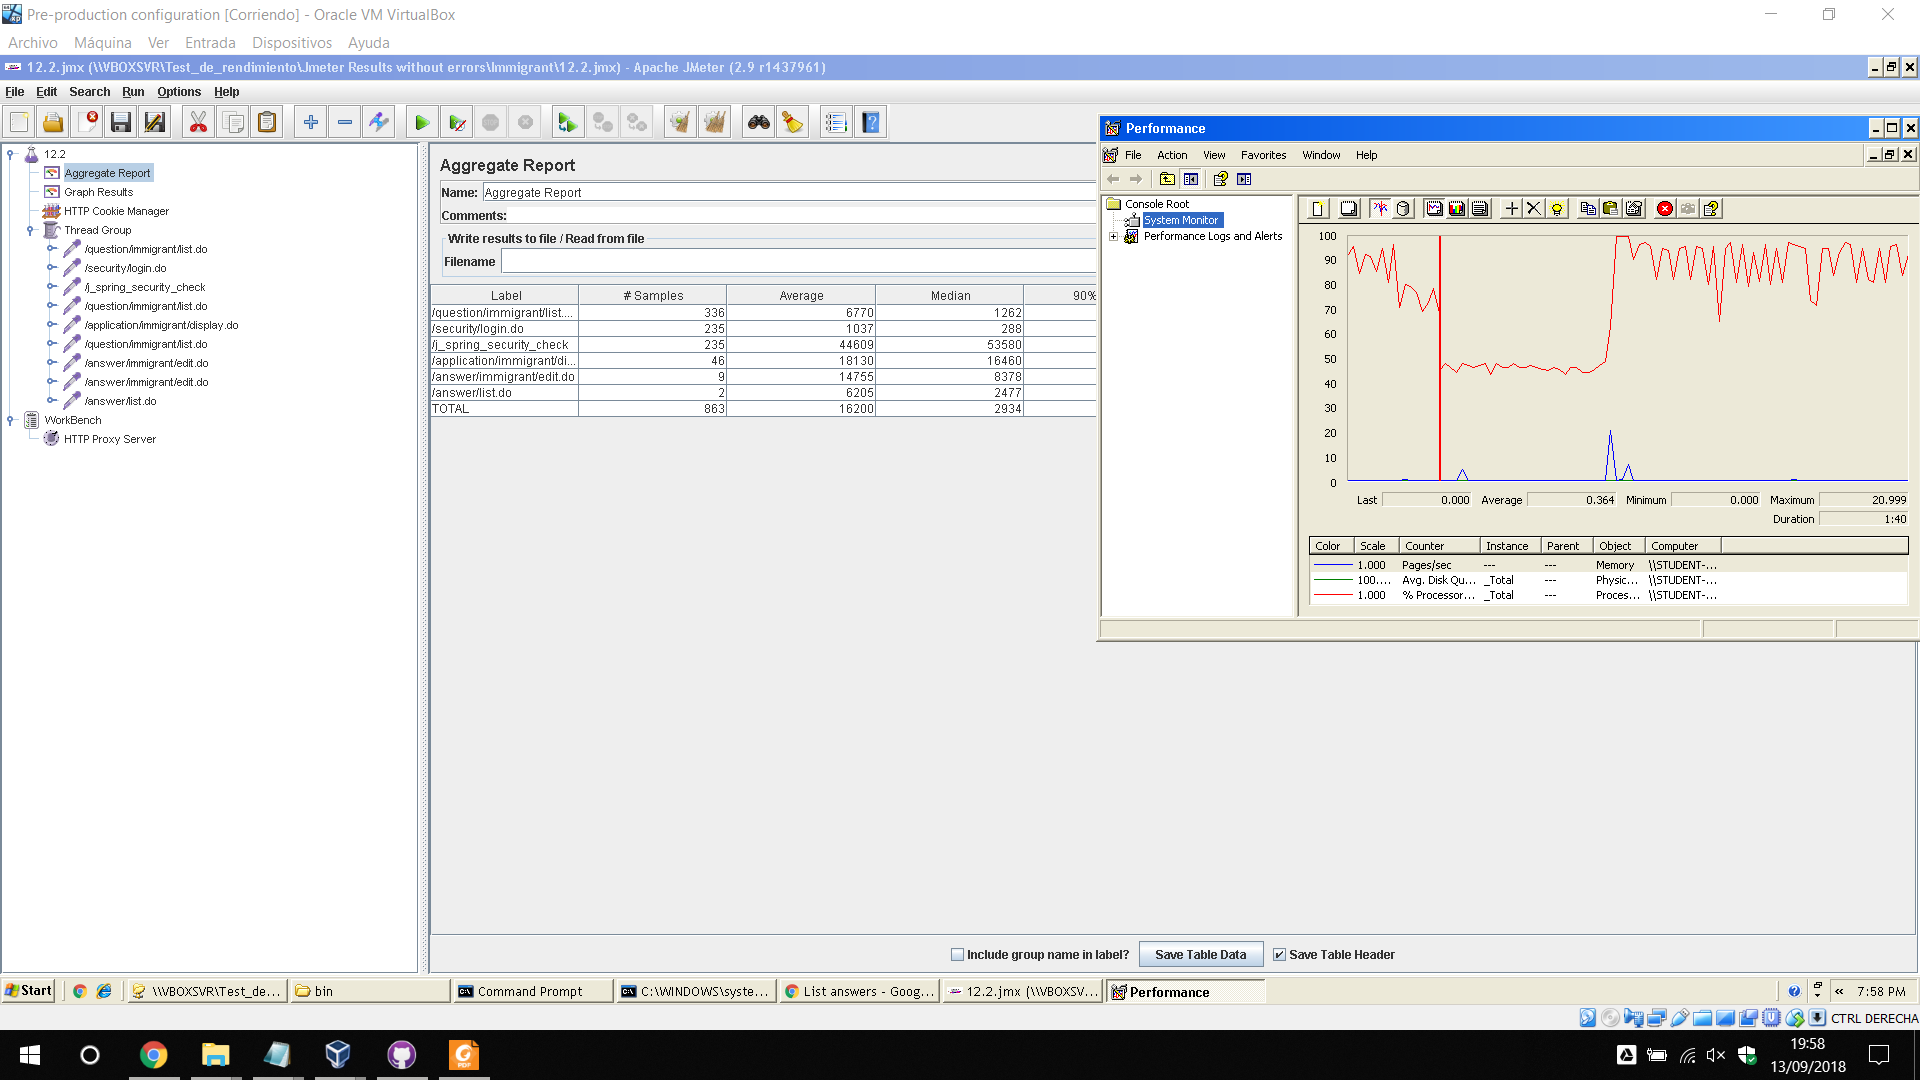 Pre-production configuration [Corriendo] - Oracle VM VirtualBox
Archivo Máquina Ver Entrada Dispositivos Ayuda
12.2.jmx (\\VBOXSVR\Test_de_rendimiento\Jmeter Results without errors\Immigrant\12.2.jmx) - Apache JMeter (2.9 r1437961)
File Edit Search Run Options Help
12.2
Aggregate Report
Graph Results
HTTP Cookie Manager
Thread Group
/question/immigrant/list.do
/security/login.do
/j_spring_security_check
/question/immigrant/list.do
/application/immigrant/display.do
/question/immigrant/list.do
/answer/immigrant/edit.do
/answer/immigrant/edit.do
/answer/list.do
WorkBench
HTTP Proxy Server
Aggregate Report
Name: Aggregate Report
Comments:
Write results to file / Read from file
Filename
Label # Samples Average Median 90%
/question/immigrant/list.... 336 6770 1262
/security/login.do 235 1037 288
/j_spring_security_check 235 44609 53580
/application/immigrant/di... 46 18130 16460
/answer/immigrant/edit.do 9 14755 8378
/answer/list.do 2 6205 2477
TOTAL 863 16200 2934
Include group name in label? Save Table Data Save Table Header
Performance
File Action View Favorites Window Help
Console Root
System Monitor
Performance Logs and Alerts
100
90
80
70
60
50
40
30
20
10
0
Last 0.000 Average 0.364 Minimum 0.000 Maximum 20.999
Duration 1:40
Color Scale Counter Instance Parent Object Computer
1.000 Pages/sec --- --- Memory \\STUDENT-...
100.... Avg. Disk Qu... _Total --- Physic... \\STUDENT-...
1.000 % Processor... _Total --- Proces... \\STUDENT-...
Start \\VBOXSVR\Test_de... bin Command Prompt C:\WINDOWS\syste... List answers - Goog... 12.2.jmx (\\VBOXSV... Performance « 7:58 PM
CTRL DERECHA
PDF
19:58
13/09/2018